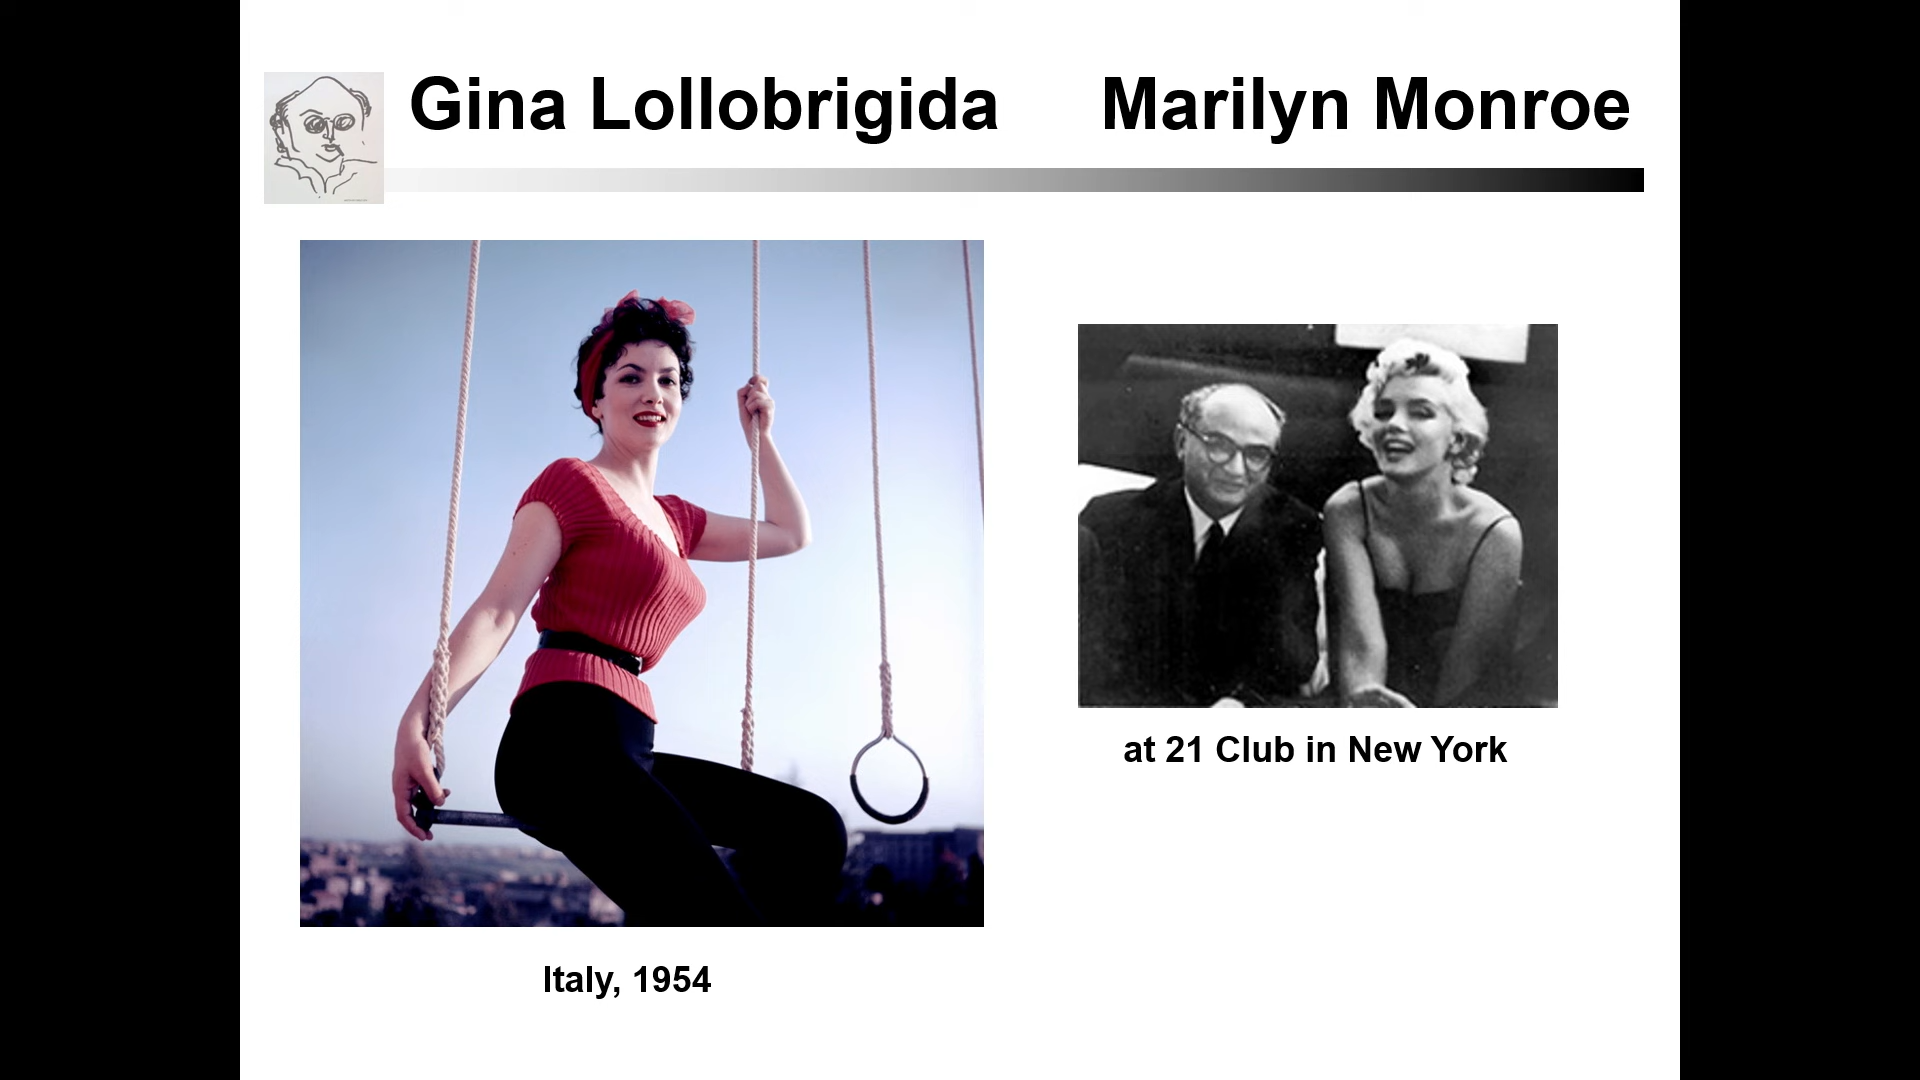 Gina Lollobrigida Marilyn Monroe
at 21 Club in New York
Italy, 1954